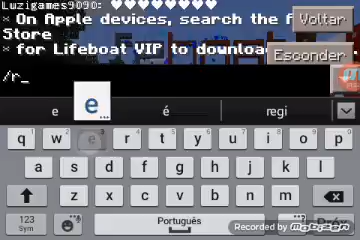 Luzigames9090: ♥♥♥♥♥♥♥♥
* On Apple devices, search the
Store
* for Lifeboat VIP to
Voltar
Esconder
/r_
e é regi
e
...
q w e r t y u i o p
a s d f g h j k l
z x c v b n m
123
Sym
Português
Recorded by
mobizen